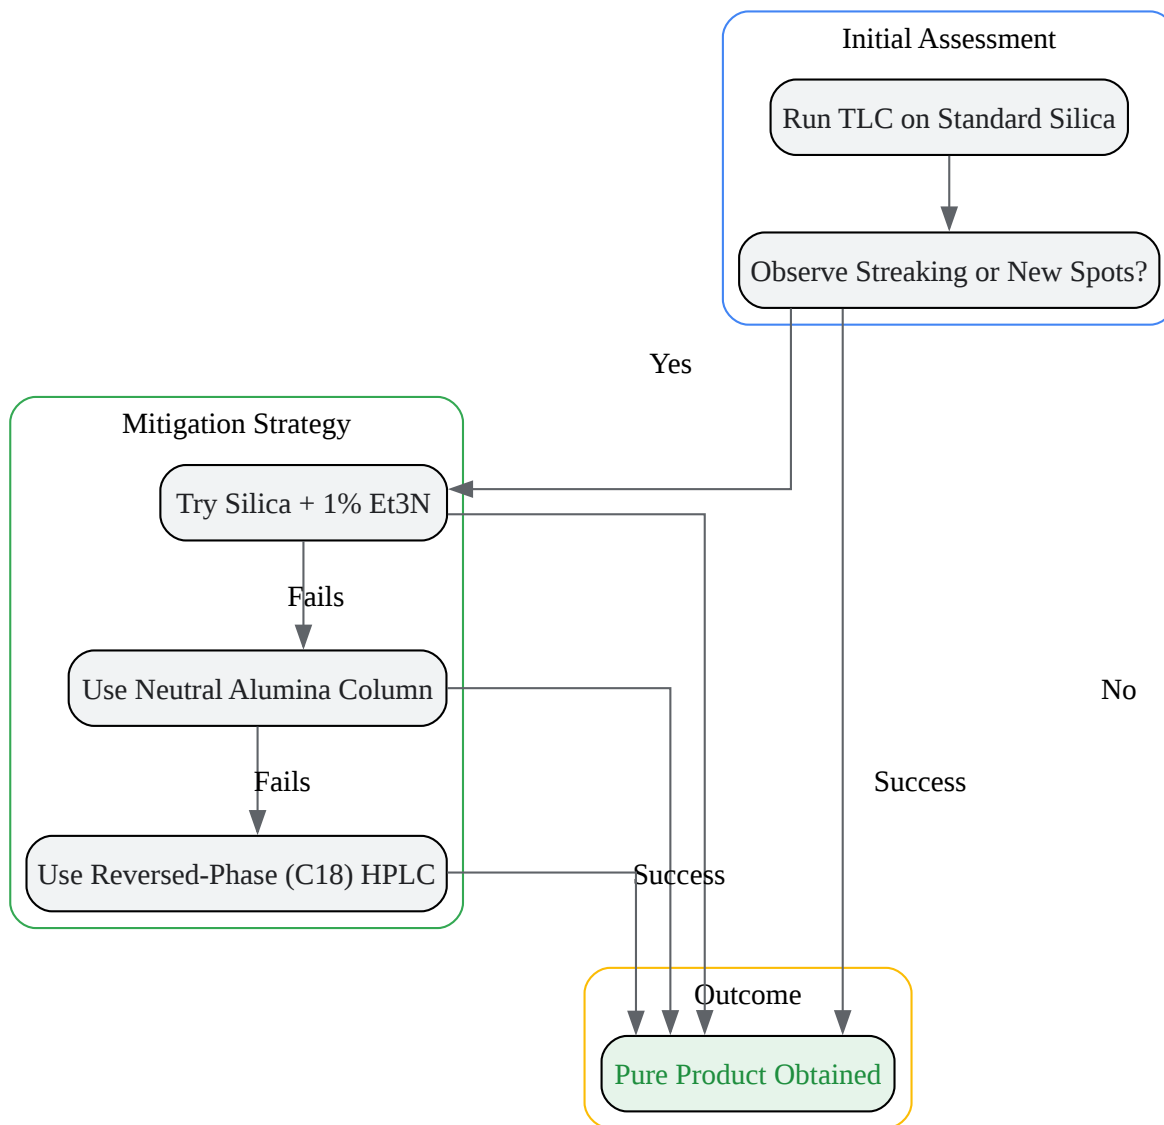 Initial Assessment
Run TLC on Standard Silica
Observe Streaking or New Spots?
Yes
Mitigation Strategy
Try Silica + 1% Et3N
Fails
Use Neutral Alumina Column
No
Fails
Success
Use Reversed-Phase (C18) HPLC
Success
Outcome
Pure Product Obtained